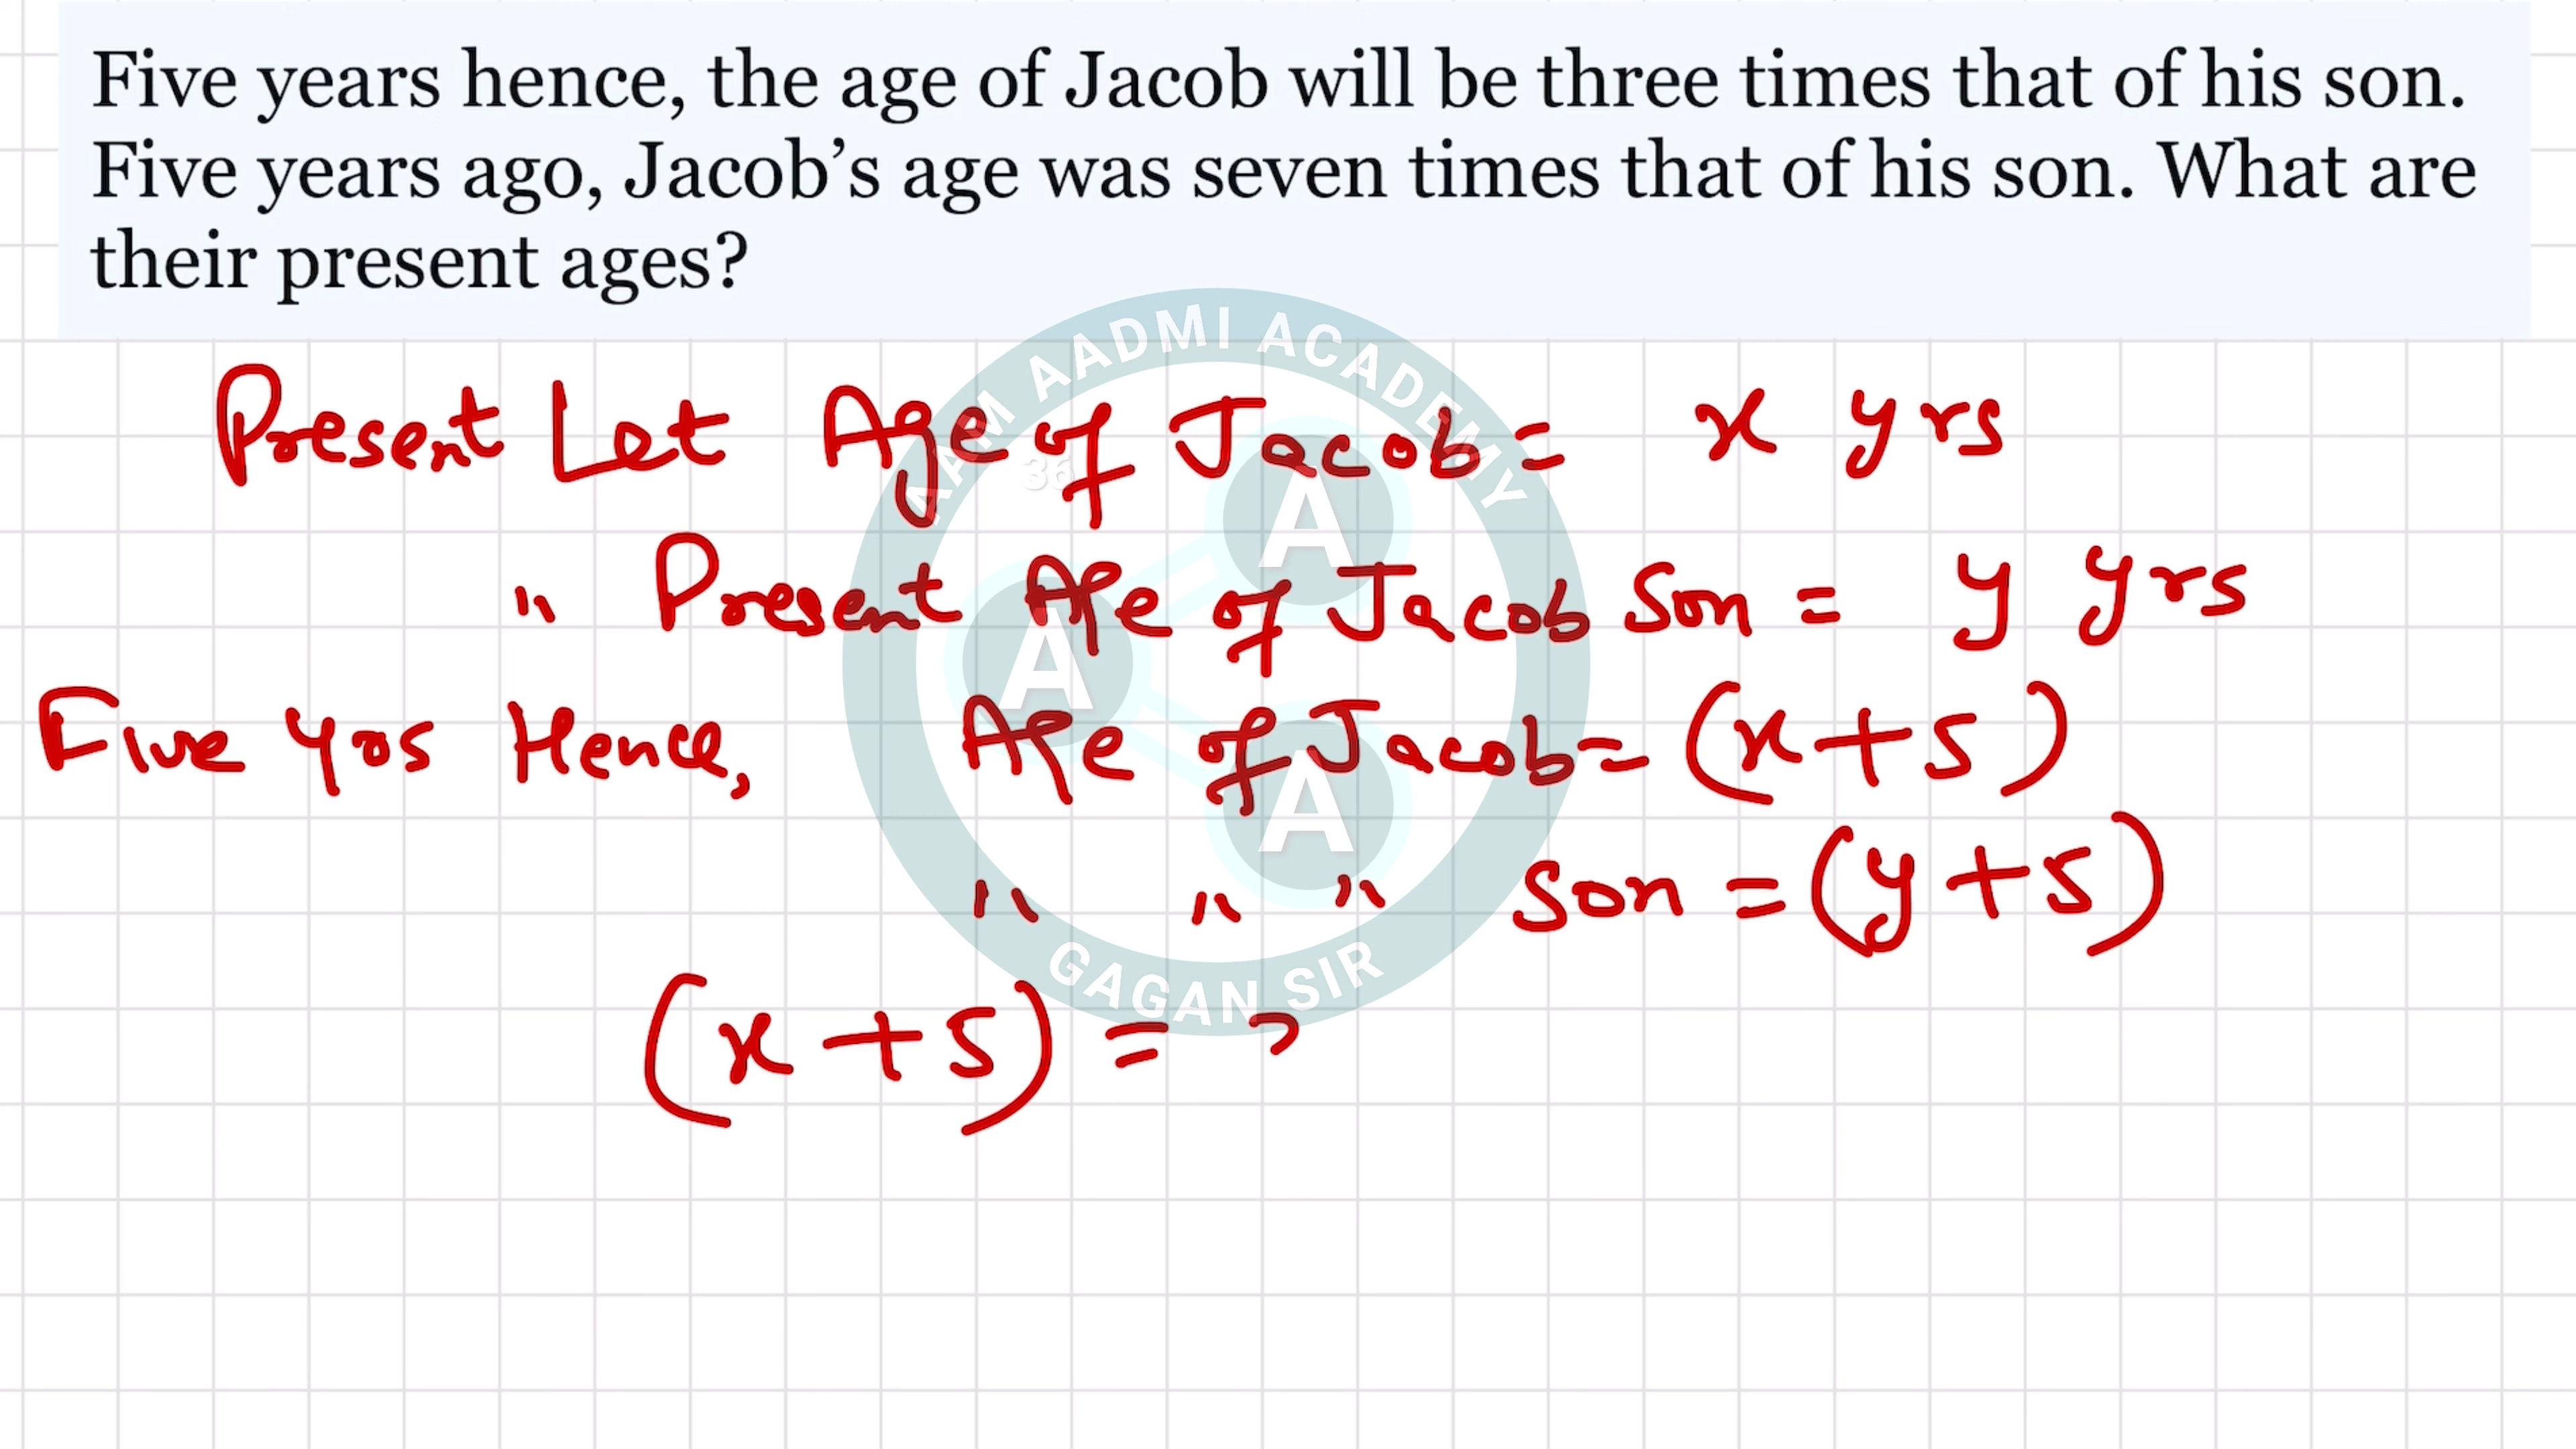 Five years hence, the age of Jacob will be three times that of his son.
Five years ago, Jacob’s age was seven times that of his son. What are
their present ages?
AAM AADMI ACADEMY
Present Let Age of Jacob = x yrs
36
A
" Present Age of Jacob Son = y yrs
A
Five yrs Hence, Age of Jacob = (x+5)
A
" " " Son = (y+5)
GAGAN SIR
(x+5) =